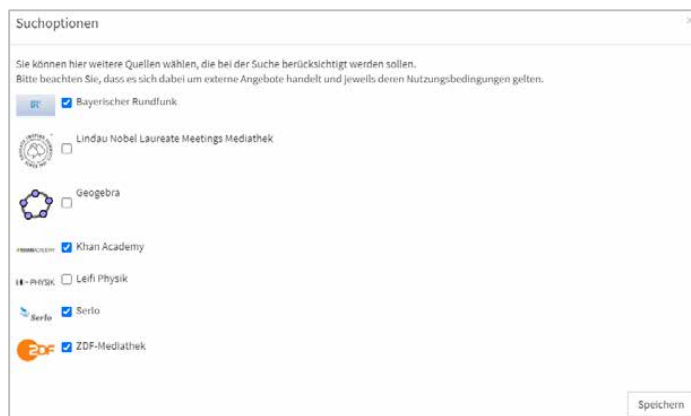 Suchoptionen
Sie können hier weitere Quellen wählen, die bei der Suche berücksichtigt werden sollen.
Bitte beachten Sie, dass es sich dabei um externe Angebote handelt und jeweils deren Nutzungsbedingungen gelten.
BR Bayerischer Rundfunk
Lindau Nobel Laureate Meetings Mediathek
Geogebra
KHANACADEMY Khan Academy
PHYSIK Leifi Physik
Serlo Serlo
ZDF ZDF-Mediathek
Speichern